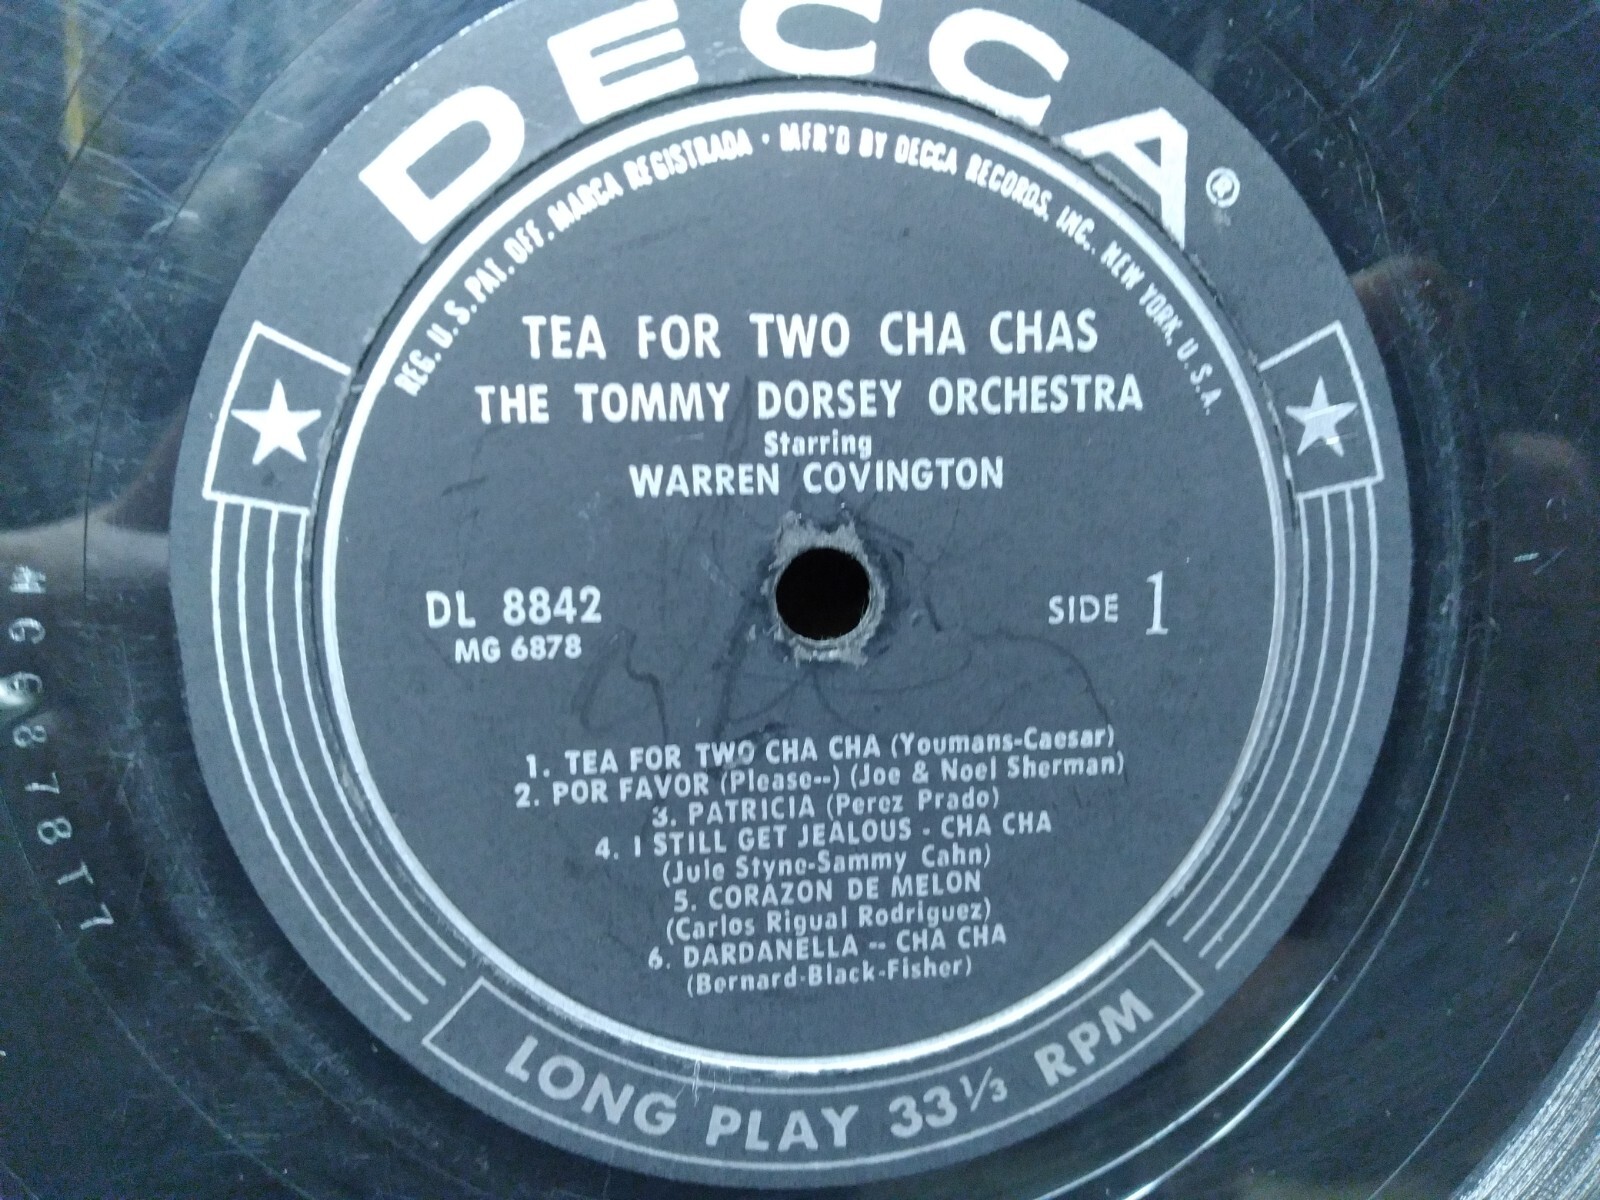 DECCA®
REG. U. S. PAT. OFF. MARCA REGISTRADA • MFR'D BY DECCA RECORDS, INC., NEW YORK, U.S.A.
TEA FOR TWO CHA CHAS
THE TOMMY DORSEY ORCHESTRA
Starring
WARREN COVINGTON
DL 8842
SIDE 1
MG 6878
1. TEA FOR TWO CHA CHA (Youmans-Caesar)
2. POR FAVOR (Please--) (Joe & Noel Sherman)
3. PATRICIA (Perez Prado)
4. I STILL GET JEALOUS - CHA CHA
(Jule Styne-Sammy Cahn)
5. CORAZON DE MELON
(Carlos Rigual Rodriguez)
6. DARDANELLA -- CHA CHA
(Bernard-Black-Fisher)
LONG PLAY 33⅓ RPM
MG6878T7